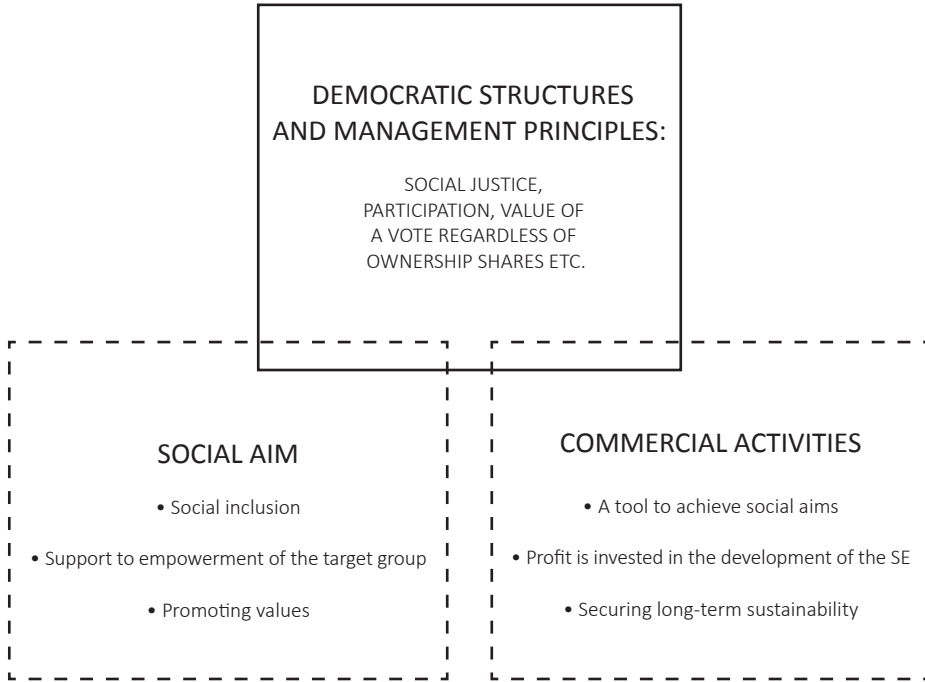 DEMOCRATIC STRUCTURES
AND MANAGEMENT PRINCIPLES:
SOCIAL JUSTICE,
PARTICIPATION, VALUE OF
A VOTE REGARDLESS OF
OWNERSHIP SHARES ETC.
SOCIAL AIM
• Social inclusion
• Support to empowerment of the target group
• Promoting values
COMMERCIAL ACTIVITIES
• A tool to achieve social aims
• Profit is invested in the development of the SE
• Securing long-term sustainability